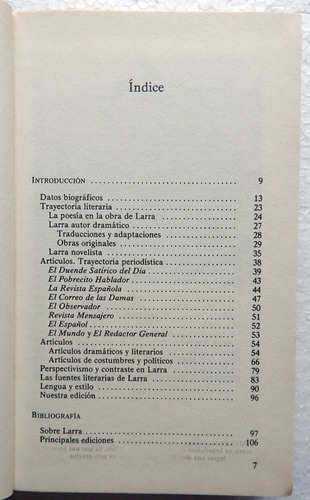 Índice
INTRODUCCIÓN ........ 9
Datos biográficos ........ 13
Trayectoria literaria ........ 23
La poesía en la obra de Larra ........ 24
Larra autor dramático ........ 27
Traducciones y adaptaciones ........ 28
Obras originales ........ 29
Larra novelista ........ 35
Artículos. Trayectoria periodística ........ 38
El Duende Satírico del Día ........ 39
El Pobrecito Hablador ........ 43
La Revista Española ........ 44
El Correo de las Damas ........ 47
El Observador ........ 50
Revista Mensajero ........ 51
El Español ........ 52
El Mundo y El Redactor General ........ 53
Artículos ........ 54
Artículos dramáticos y literarios ........ 54
Artículos de costumbres y políticos ........ 66
Perspectivismo y contraste en Larra ........ 79
Las fuentes literarias de Larra ........ 83
Lengua y estilo ........ 90
Nuestra edición ........ 96
BIBLIOGRAFÍA
Sobre Larra ........ 97
Principales ediciones ........ 106
7